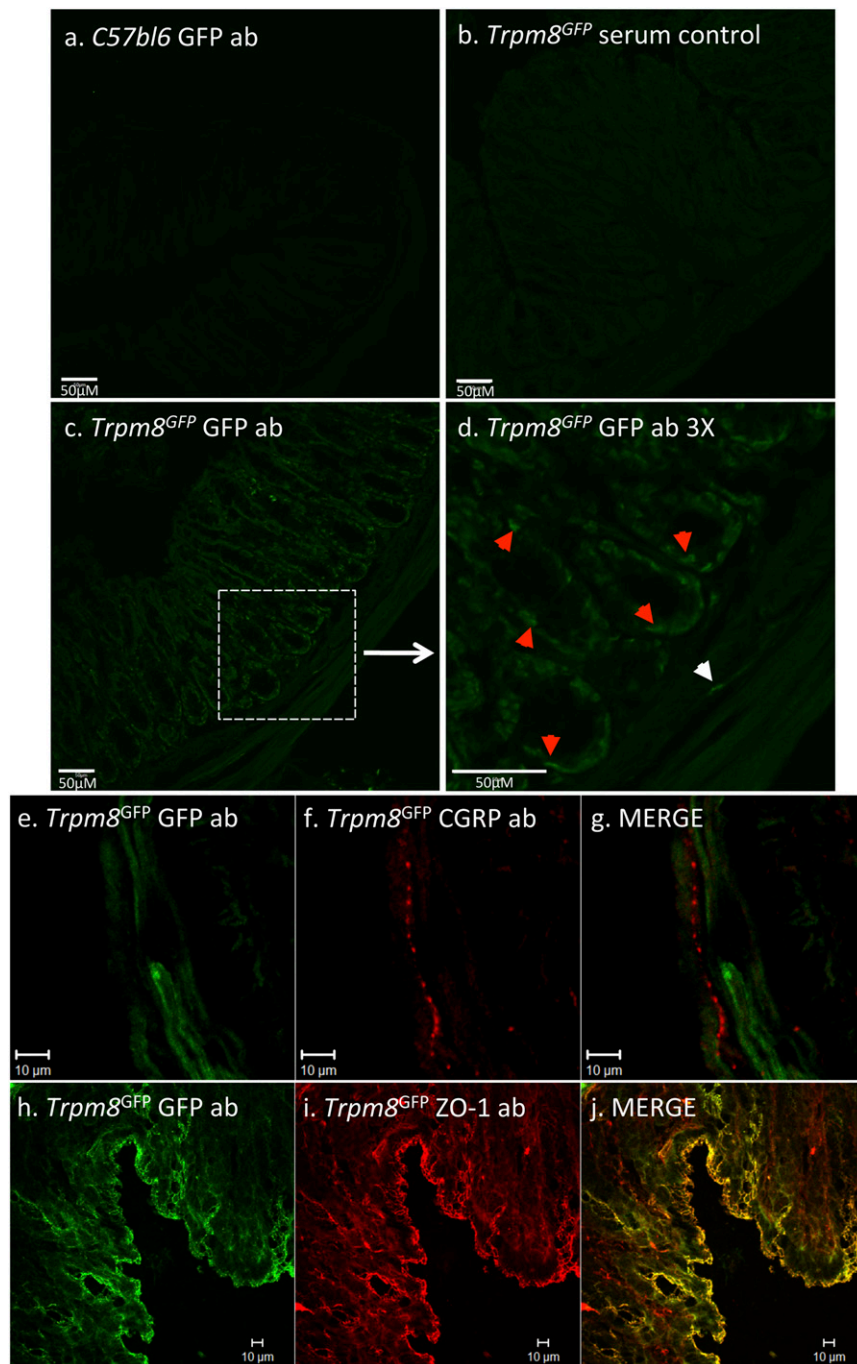 a. C57bl6 GFP ab
b. Trpm8GFP serum control
50µM
50µM
c. Trpm8GFP GFP ab
d. Trpm8GFP GFP ab 3X
50µM
50µM
e. Trpm8GFP GFP ab
f. Trpm8GFP CGRP ab
g. MERGE
10 µm
10 µm
10 µm
h. Trpm8GFP GFP ab
i. Trpm8GFP ZO-1 ab
j. MERGE
10 µm
10 µm
10 µm